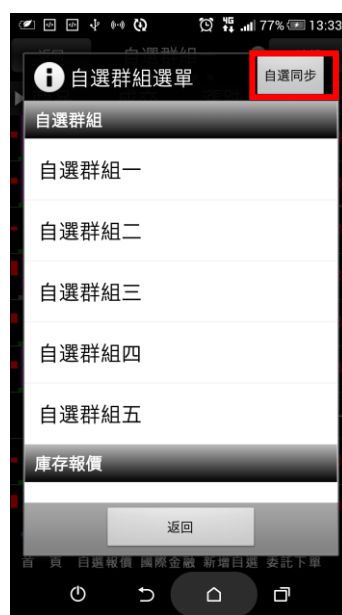 4G 77% 13:33
自選群組選單
自選同步
自選群組
自選群組一
自選群組二
自選群組三
自選群組四
自選群組五
庫存報價
返回
首 頁 自選報價 國際金融 新增自選 委託下單